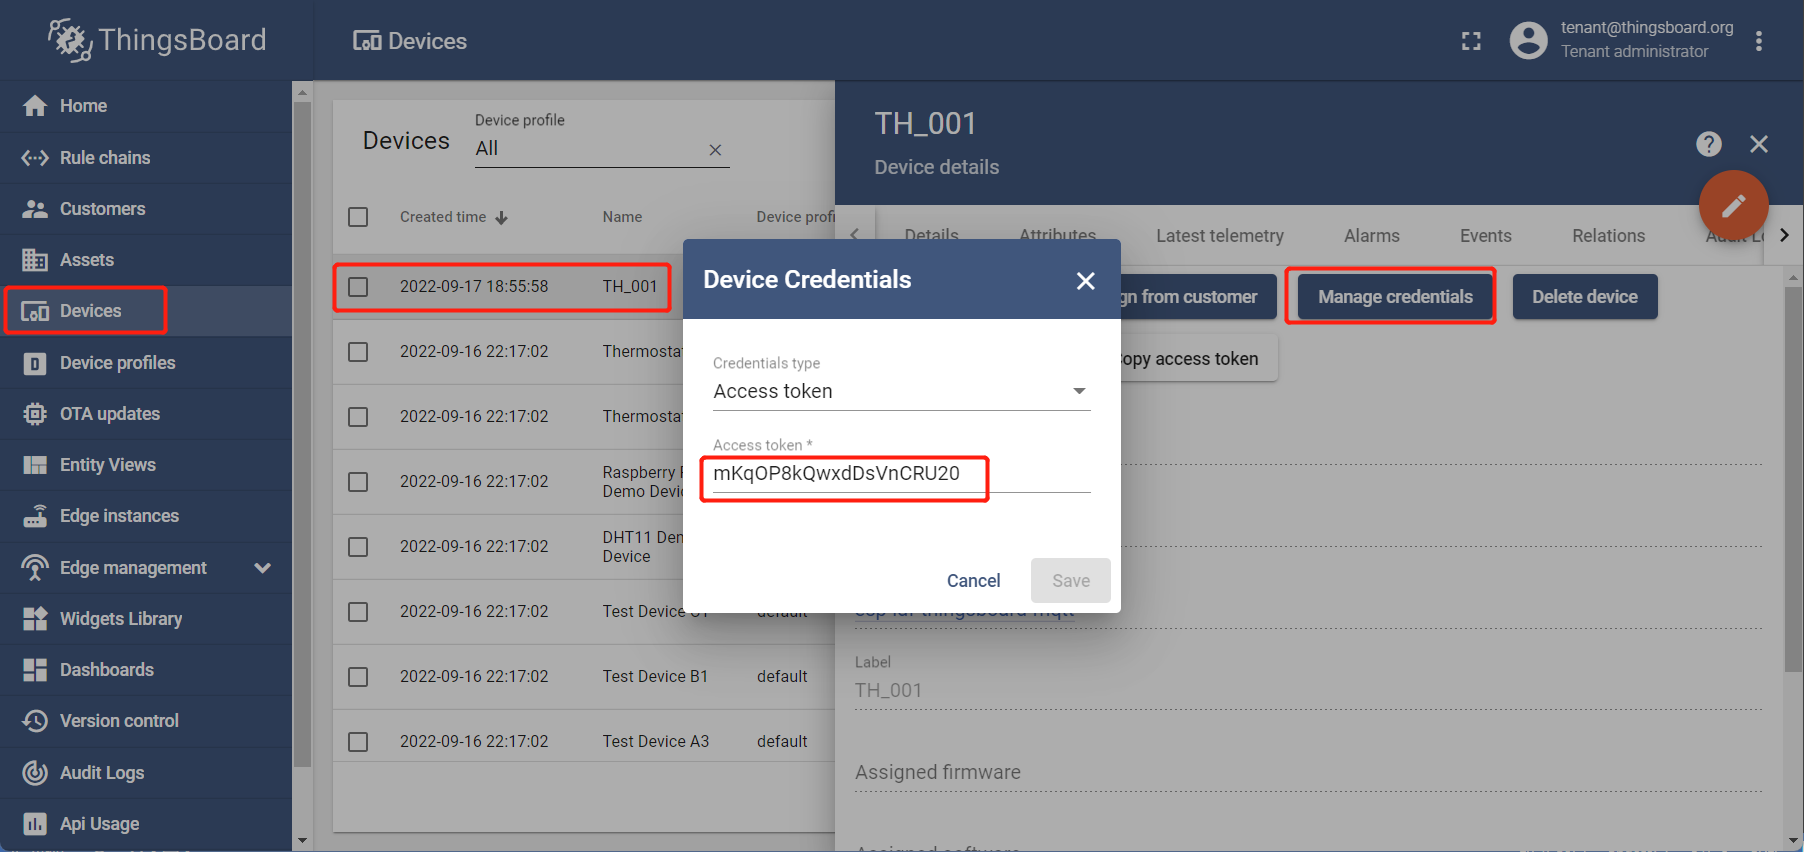 ThingsBoard
Devices
tenant@thingsboard.org
Tenant administrator
Home
Rule chains
Customers
Assets
Devices
Device profiles
OTA updates
Entity Views
Edge instances
Edge management
Widgets Library
Dashboards
Version control
Audit Logs
Api Usage
Devices
Device profile
All
Created time
Name
Device profi
2022-09-17 18:55:58
TH_001
2022-09-16 22:17:02
Thermostat
2022-09-16 22:17:02
Thermostat
2022-09-16 22:17:02
Raspberry
Demo Devic
2022-09-16 22:17:02
DHT11 Dem
Device
2022-09-16 22:17:02
Test Device
default
2022-09-16 22:17:02
Test Device B1
default
2022-09-16 22:17:02
Test Device A3
default
TH_001
Device details
Details
Attributes
Latest telemetry
Alarms
Events
Relations
Audit Lo
gn from customer
Manage credentials
Delete device
opy access token
Device Credentials
Credentials type
Access token
Access token *
mKqOP8kQwxdDsVnCRU20
Cancel
Save
Label
TH_001
Assigned firmware